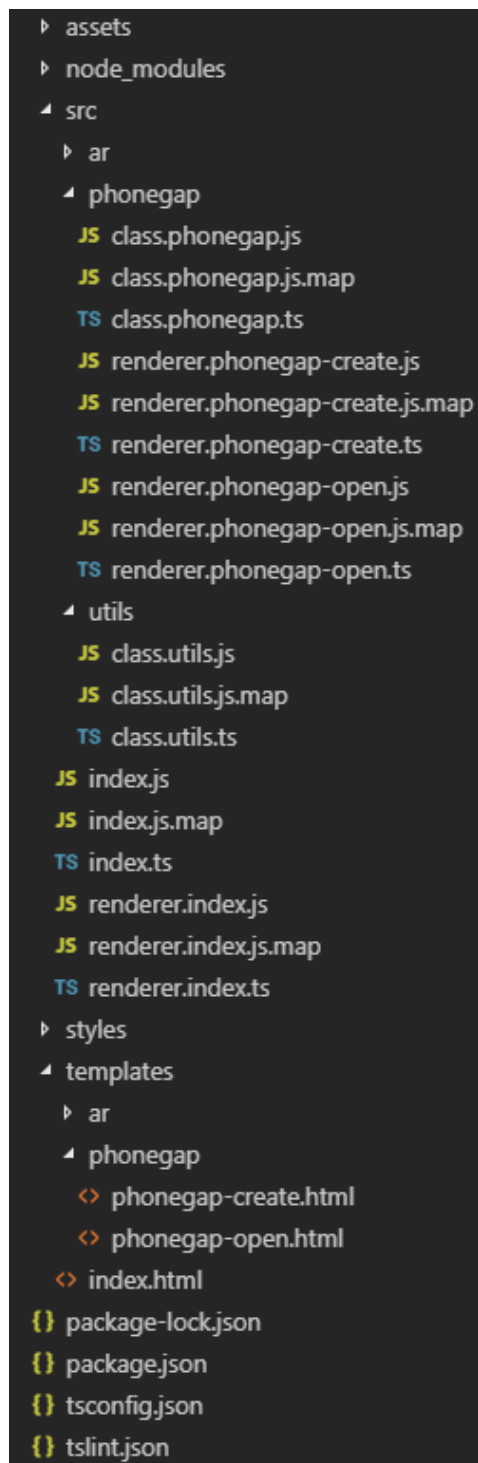 assets
node_modules
src
ar
phonegap
JS class.phonegap.js
JS class.phonegap.js.map
TS class.phonegap.ts
JS renderer.phonegap-create.js
JS renderer.phonegap-create.js.map
TS renderer.phonegap-create.ts
JS renderer.phonegap-open.js
JS renderer.phonegap-open.js.map
TS renderer.phonegap-open.ts
utils
JS class.utils.js
JS class.utils.js.map
TS class.utils.ts
JS index.js
JS index.js.map
TS index.ts
JS renderer.index.js
JS renderer.index.js.map
TS renderer.index.ts
styles
templates
ar
phonegap
<> phonegap-create.html
<> phonegap-open.html
<> index.html
{} package-lock.json
{} package.json
{} tsconfig.json
{} tslint.json